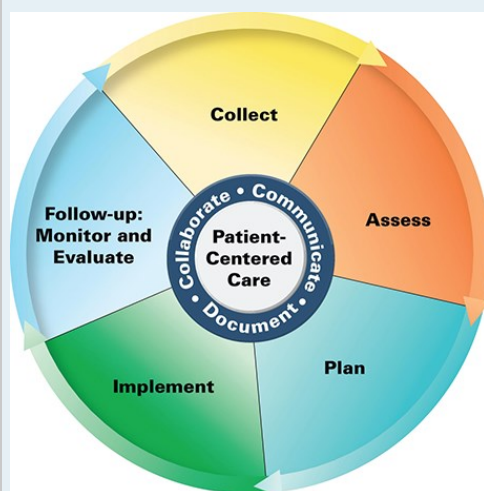 Collect
Assess
Plan
Implement
Follow-up:
Monitor and
Evaluate
• Collaborate • Communicate • Document
Patient-
Centered
Care